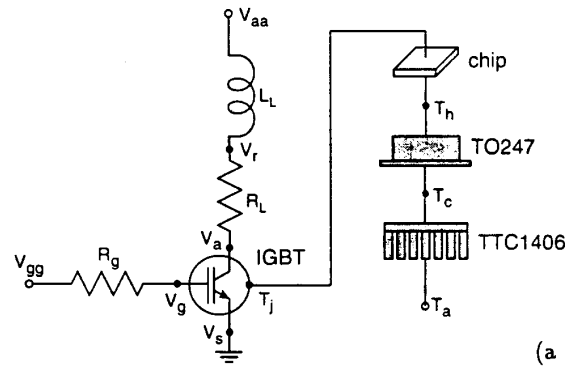 V_aa
L_L
V_r
R_L
V_a
IGBT
V_gg
R_g
V_g
T_j
V_s
chip
T_h
TO247
T_c
TTC1406
T_a
(a